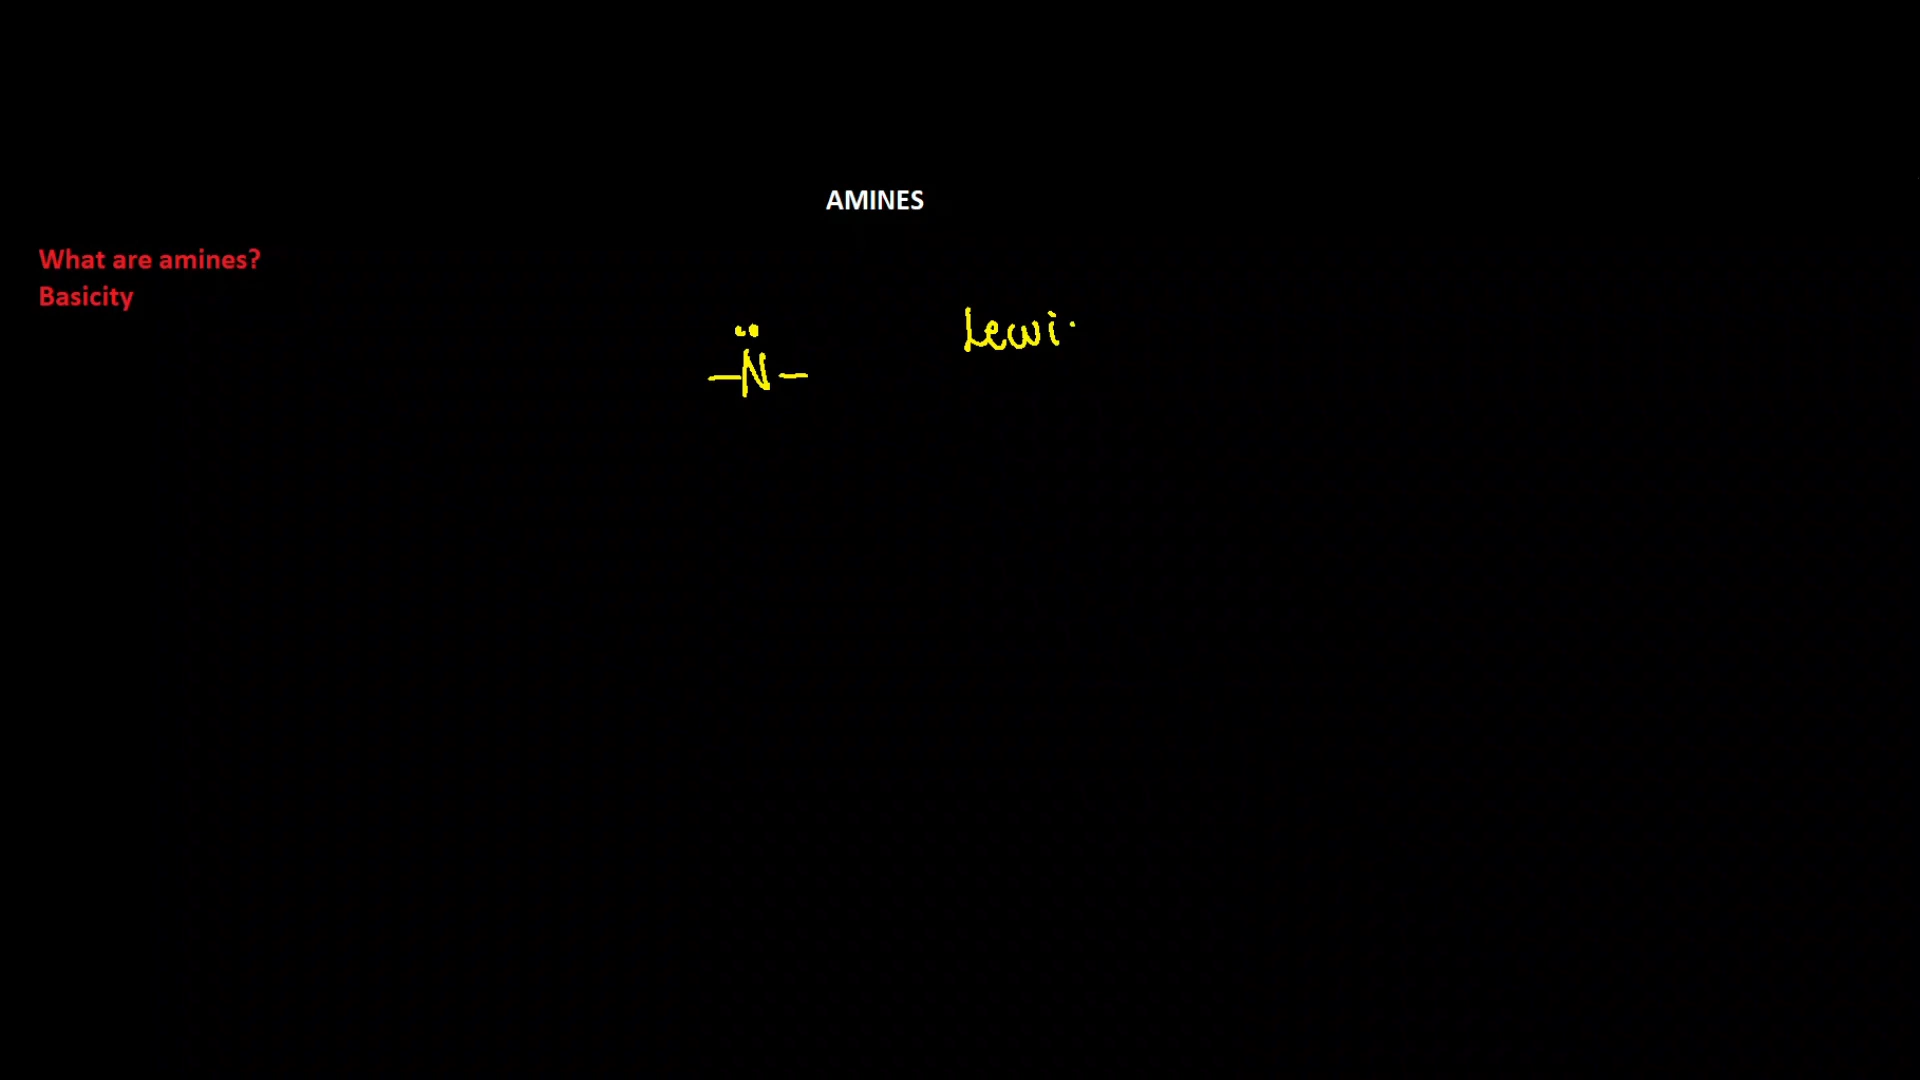 AMINES
What are amines?
Basicity
Lewi
–N̈–